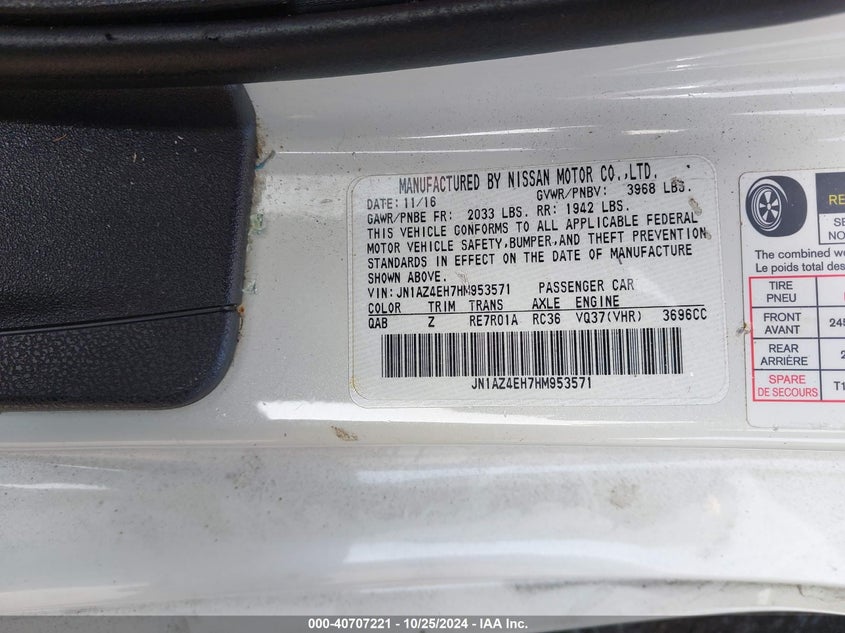 MANUFACTURED BY NISSAN MOTOR CO.,LTD.
DATE: 11/16 GVWR/PNBV: 3968 LBS.
GAWR/PNBE FR: 2033 LBS. RR: 1942 LBS.
THIS VEHICLE CONFORMS TO ALL APPLICABLE FEDERAL
MOTOR VEHICLE SAFETY,BUMPER,AND THEFT PREVENTION
STANDARDS IN EFFECT ON THE DATE OF MANUFACTURE
SHOWN ABOVE.
VIN: JN1AZ4EH7HM953571 PASSENGER CAR
COLOR TRIM TRANS AXLE ENGINE
QAB Z RE7R01A RC36 VQ37(VHR) 3696CC
JN1AZ4EH7HM953571
The combined
Le poids total des
TIRE
PNEU
FRONT
AVANT
245
REAR
ARRIÈRE
2
SPARE
DE SECOURS
T1
000-40707221 - 10/25/2024 - IAA Inc.